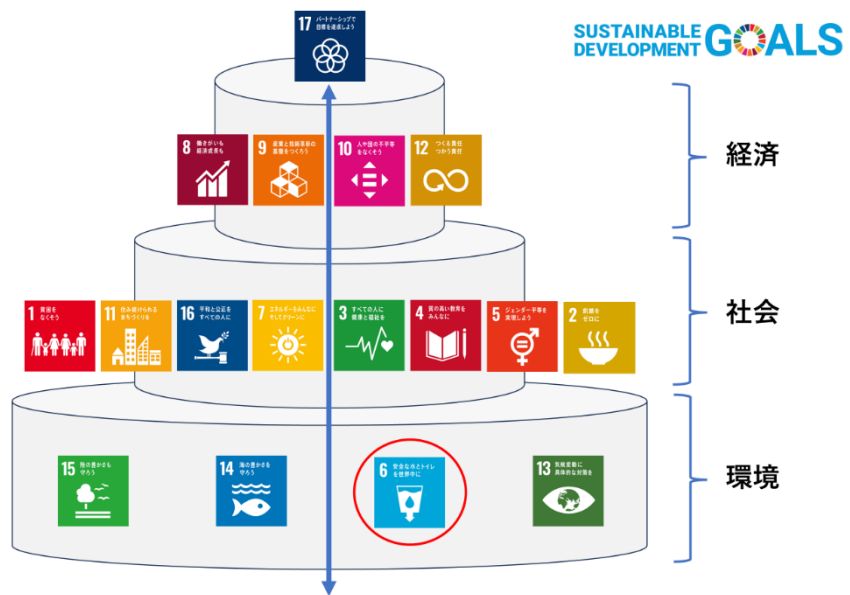 17 パートナーシップで
目標を達成しよう
SUSTAINABLE
DEVELOPMENT
GOALS
8 働きがいも
経済成長も
9 産業と技術革新の
基盤をつくろう
10 人や国の不平等
をなくそう
12 つくる責任
つかう責任
経済
1 貧困を
なくそう
11 住み続けられる
まちづくりを
16 平和と公正を
すべての人に
7 エネルギーをみんなに
そしてクリーンに
3 すべての人に
健康と福祉を
4 質の高い教育を
みんなに
5 ジェンダー平等を
実現しよう
2 飢餓を
ゼロに
社会
15 陸の豊かさも
守ろう
14 海の豊かさを
守ろう
6 安全な水とトイレ
を世界中に
13 気候変動に
具体的な対策を
環境